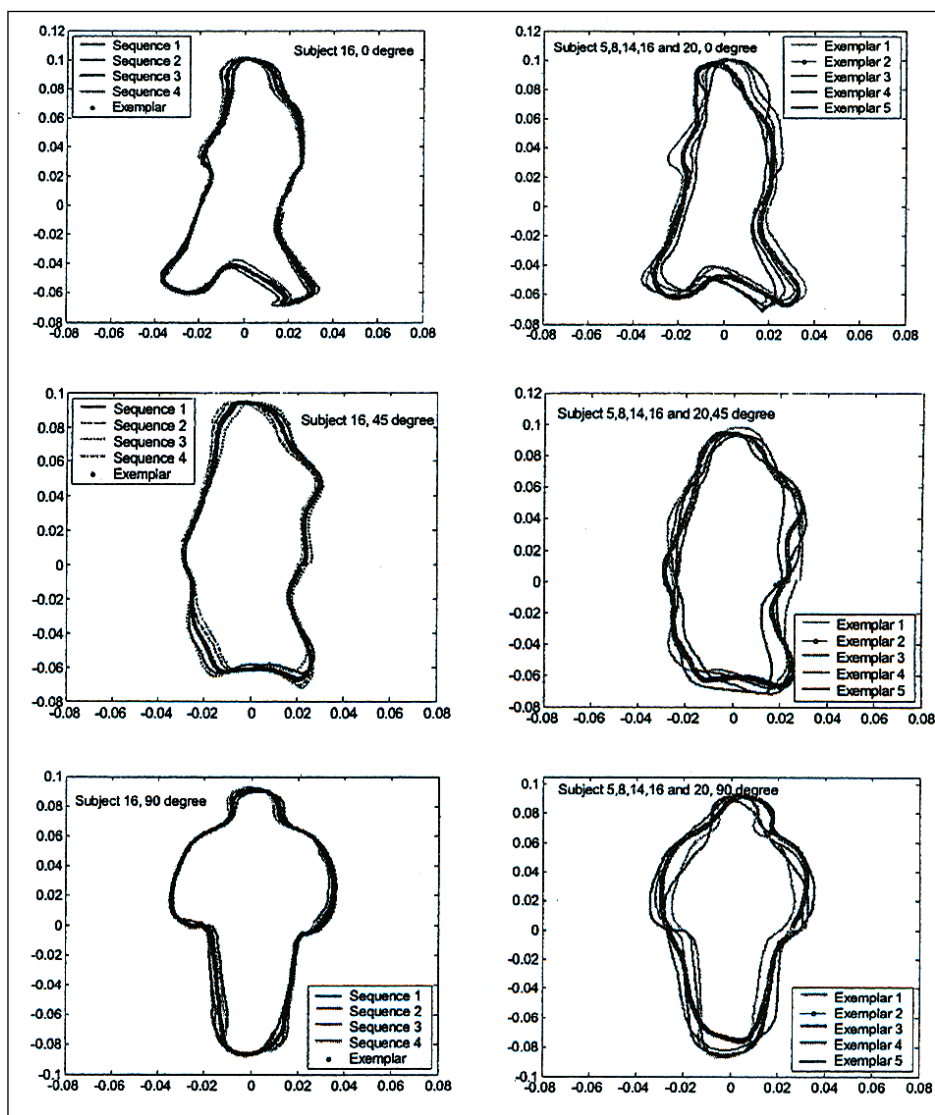 0.12
0.1
0.08
0.06
0.04
0.02
0
-0.02
-0.04
-0.06
-0.08
Sequence 1
Sequence 2
Sequence 3
Sequence 4
Exemplar
Subject 16, 0 degree
-0.08 -0.06 -0.04 -0.02 0 0.02 0.04 0.06 0.08
0.12
0.1
0.08
0.06
0.04
0.02
0
-0.02
-0.04
-0.06
-0.08
Subject 5,8,14,16 and 20, 0 degree
Exemplar 1
Exemplar 2
Exemplar 3
Exemplar 4
Exemplar 5
-0.08 -0.06 -0.04 -0.02 0 0.02 0.04 0.06 0.08
0.1
0.08
0.06
0.04
0.02
0
-0.02
-0.04
-0.06
-0.08
Sequence 1
Sequence 2
Sequence 3
Sequence 4
Exemplar
Subject 16, 45 degree
-0.08 -0.06 -0.04 -0.02 0 0.02 0.04 0.06 0.08
0.12
0.1
0.08
0.06
0.04
0.02
0
-0.02
-0.04
-0.06
-0.08
Subject 5,8,14,16 and 20,45 degree
Exemplar 1
Exemplar 2
Exemplar 3
Exemplar 4
Exemplar 5
-0.08 -0.06 -0.04 -0.02 0 0.02 0.04 0.06 0.08
0.1
0.08
0.06
0.04
0.02
0
-0.02
-0.04
-0.06
-0.08
-0.1
Subject 16, 90 degree
Sequence 1
Sequence 2
Sequence 3
Sequence 4
Exemplar
-0.08 -0.06 -0.04 -0.02 0 0.02 0.04 0.06 0.08
0.1
0.08
0.06
0.04
0.02
0
-0.02
-0.04
-0.06
-0.08
-0.1
Subject 5,8,14,16 and 20, 90 degree
Exemplar 1
Exemplar 2
Exemplar 3
Exemplar 4
Exemplar 5
-0.08 -0.06 -0.04 -0.02 0 0.02 0.04 0.06 0.08